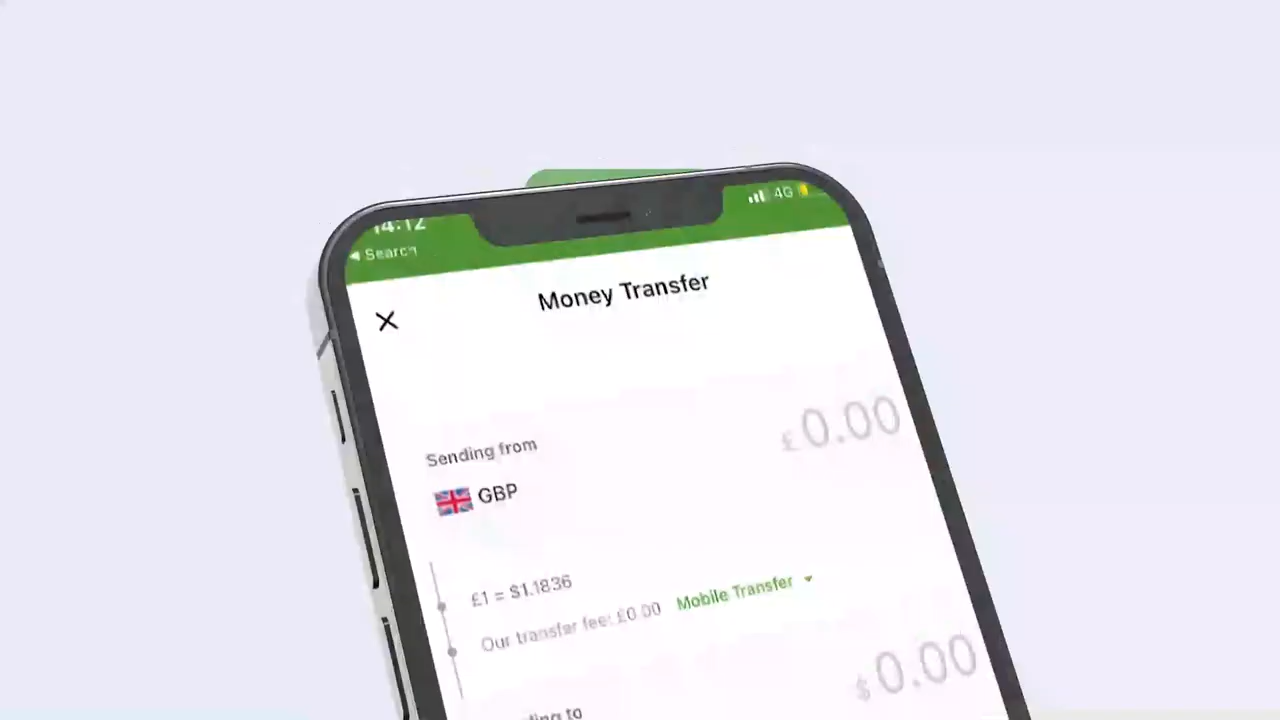 14:12
4G
Search
Money Transfer
Sending from
£0.00
GBP
£1 = $1.1836
Our transfer fee: £0.00 Mobile Transfer
$0.00
to